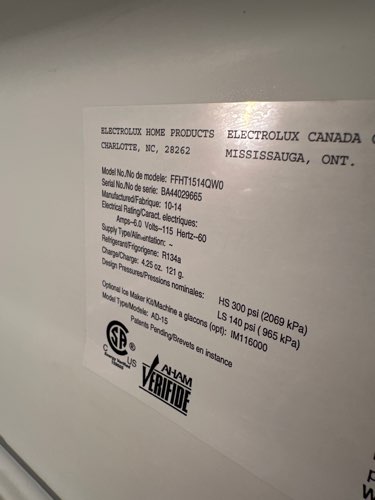 ELECTROLUX HOME PRODUCTS ELECTROLUX CANADA
CHARLOTTE, NC, 28262 MISSISSAUGA, ONT.
Model No./No de modele: FFHT1514QW0
Serial No./No de serie: BA44029665
Manufactured/Fabrique: 10-14
Electrical Rating/Caract. electriques:
Amps-6.0 Volts-115 Hertz-60
Supply Type/Alimentation: ~
Refrigerant/Frigorigene: R134a
Charge/Charge: 4.25 oz. 121 g.
Design Pressures/Pressions nominales: HS 300 psi (2069 kPa)
LS 140 psi ( 965 kPa)
Optional Ice Maker Kit/Machine a glacons (opt): IM116000
Model Type/Modele: AD-15
Patents Pending/Brevets en instance
C SA ® US
AHAM
VERIFIDE